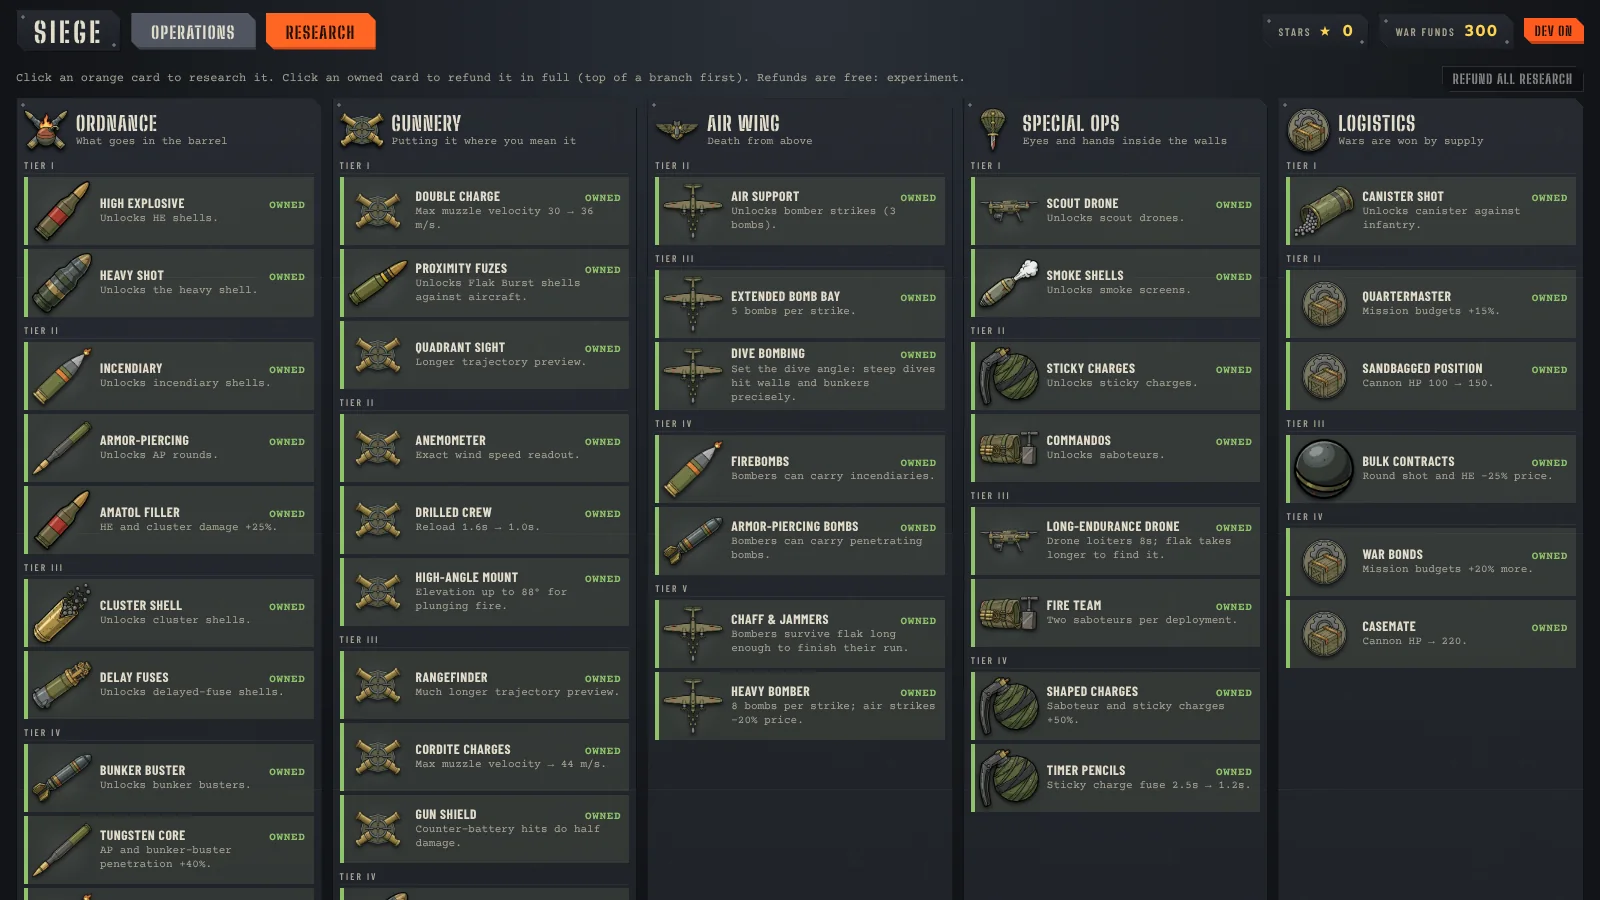 SIEGE
OPERATIONS
RESEARCH
STARS ★ 0
WAR FUNDS 300
DEV ON
Click an orange card to research it. Click an owned card to refund it in full (top of a branch first). Refunds are free: experiment.
REFUND ALL RESEARCH
ORDNANCE
What goes in the barrel
TIER I
HIGH EXPLOSIVE
OWNED
Unlocks HE shells.
HEAVY SHOT
OWNED
Unlocks the heavy shell.
TIER II
INCENDIARY
OWNED
Unlocks incendiary shells.
ARMOR-PIERCING
OWNED
Unlocks AP rounds.
AMATOL FILLER
OWNED
HE and cluster damage +25%.
TIER III
CLUSTER SHELL
OWNED
Unlocks cluster shells.
DELAY FUSES
OWNED
Unlocks delayed-fuse shells.
TIER IV
BUNKER BUSTER
OWNED
Unlocks bunker busters.
TUNGSTEN CORE
OWNED
AP and bunker-buster
penetration +40%.
GUNNERY
Putting it where you mean it
TIER I
DOUBLE CHARGE
OWNED
Max muzzle velocity 30 → 36
m/s.
PROXIMITY FUZES
OWNED
Unlocks Flak Burst shells
against aircraft.
QUADRANT SIGHT
OWNED
Longer trajectory preview.
TIER II
ANEMOMETER
OWNED
Exact wind speed readout.
DRILLED CREW
OWNED
Reload 1.6s → 1.0s.
HIGH-ANGLE MOUNT
OWNED
Elevation up to 88° for
plunging fire.
TIER III
RANGEFINDER
OWNED
Much longer trajectory preview.
CORDITE CHARGES
OWNED
Max muzzle velocity → 44 m/s.
GUN SHIELD
OWNED
Counter-battery hits do half
damage.
TIER IV
AIR WING
Death from above
TIER II
AIR SUPPORT
OWNED
Unlocks bomber strikes (3
bombs).
TIER III
EXTENDED BOMB BAY
OWNED
5 bombs per strike.
DIVE BOMBING
OWNED
Set the dive angle: steep dives
hit walls and bunkers
precisely.
TIER IV
FIREBOMBS
OWNED
Bombers can carry incendiaries.
ARMOR-PIERCING BOMBS
OWNED
Bombers can carry penetrating
bombs.
TIER V
CHAFF & JAMMERS
OWNED
Bombers survive flak long
enough to finish their run.
HEAVY BOMBER
OWNED
8 bombs per strike; air strikes
-20% price.
SPECIAL OPS
Eyes and hands inside the walls
TIER I
SCOUT DRONE
OWNED
Unlocks scout drones.
SMOKE SHELLS
OWNED
Unlocks smoke screens.
TIER II
STICKY CHARGES
OWNED
Unlocks sticky charges.
COMMANDOS
OWNED
Unlocks saboteurs.
TIER III
LONG-ENDURANCE DRONE
OWNED
Drone loiters 8s; flak takes
longer to find it.
FIRE TEAM
OWNED
Two saboteurs per deployment.
TIER IV
SHAPED CHARGES
OWNED
Saboteur and sticky charges
+50%.
TIMER PENCILS
OWNED
Sticky charge fuse 2.5s → 1.2s.
LOGISTICS
Wars are won by supply
TIER I
CANISTER SHOT
OWNED
Unlocks canister against
infantry.
TIER II
QUARTERMASTER
OWNED
Mission budgets +15%.
SANDBAGGED POSITION
OWNED
Cannon HP 100 → 150.
TIER III
BULK CONTRACTS
OWNED
Round shot and HE -25% price.
TIER IV
WAR BONDS
OWNED
Mission budgets +20% more.
CASEMATE
OWNED
Cannon HP → 220.